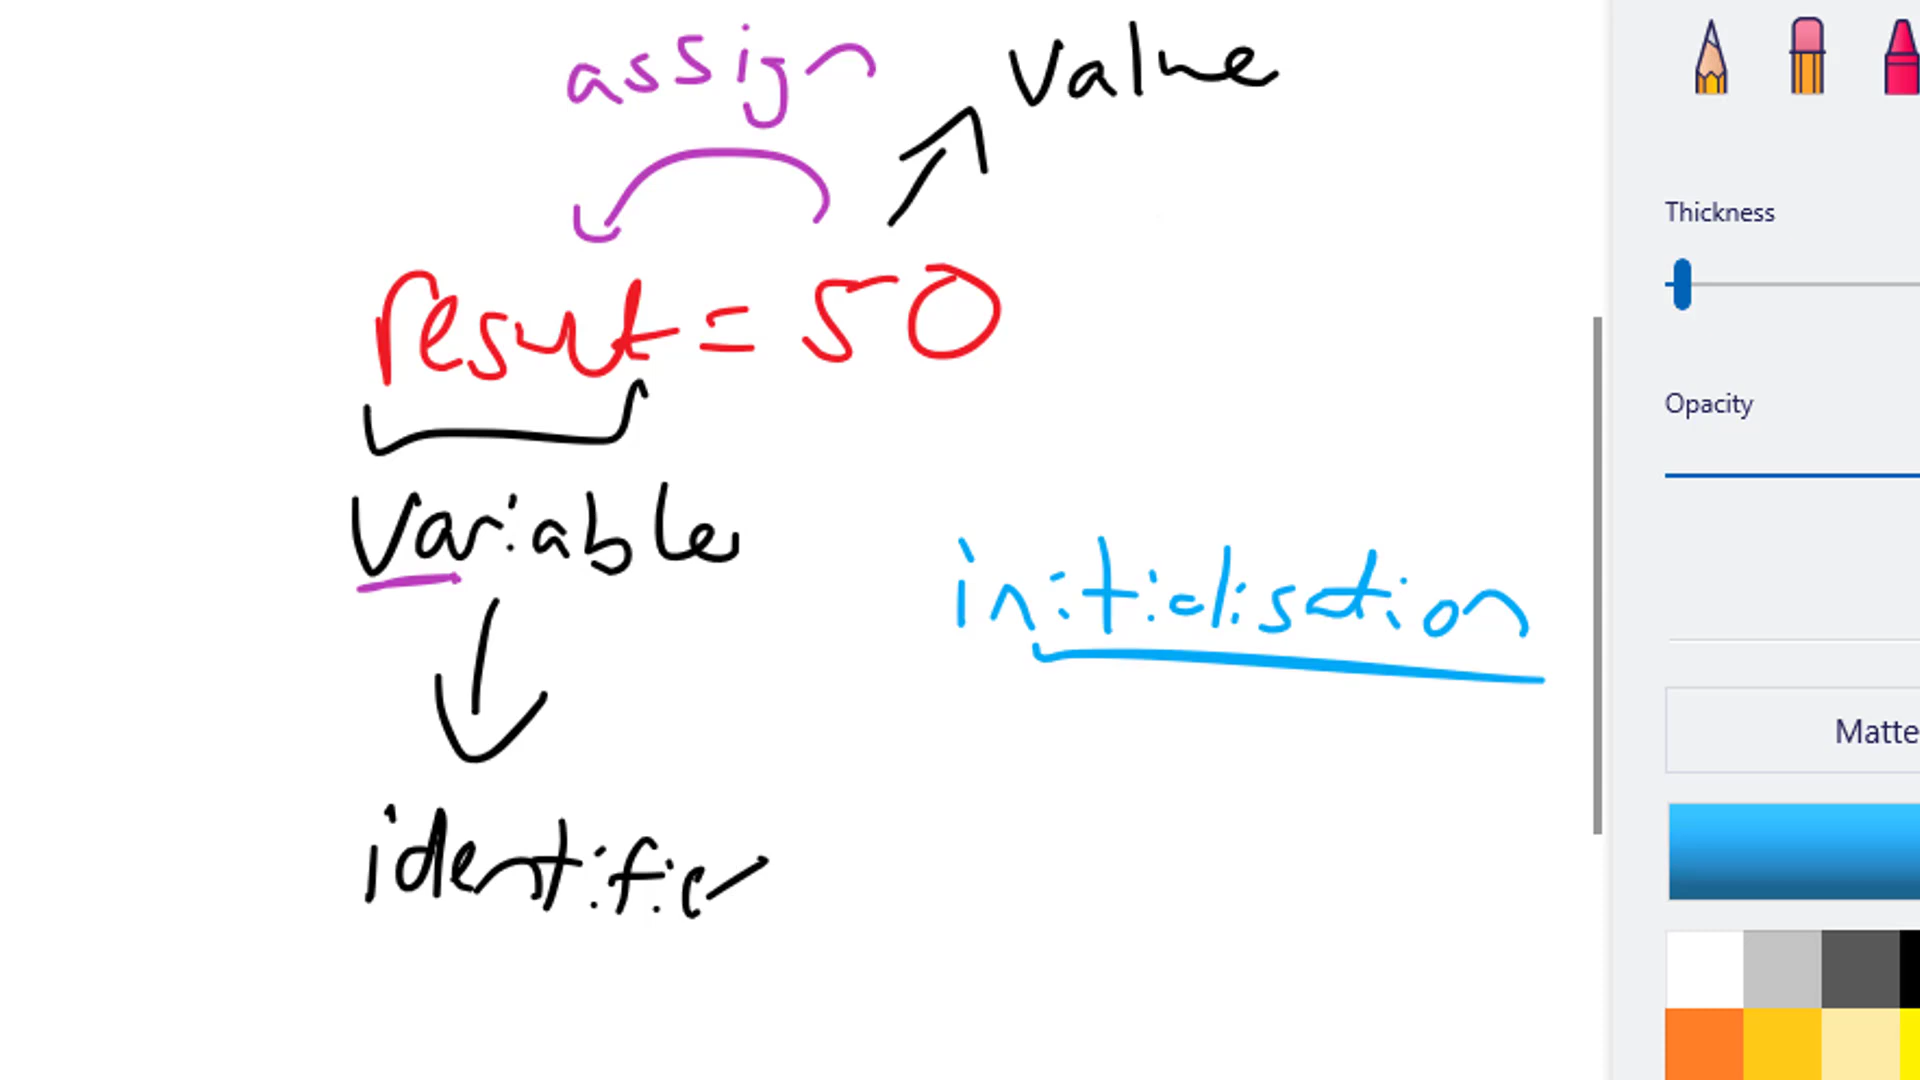 assign
value
result = 50
variable
initialisation
identifier
Thickness
Opacity
Matte